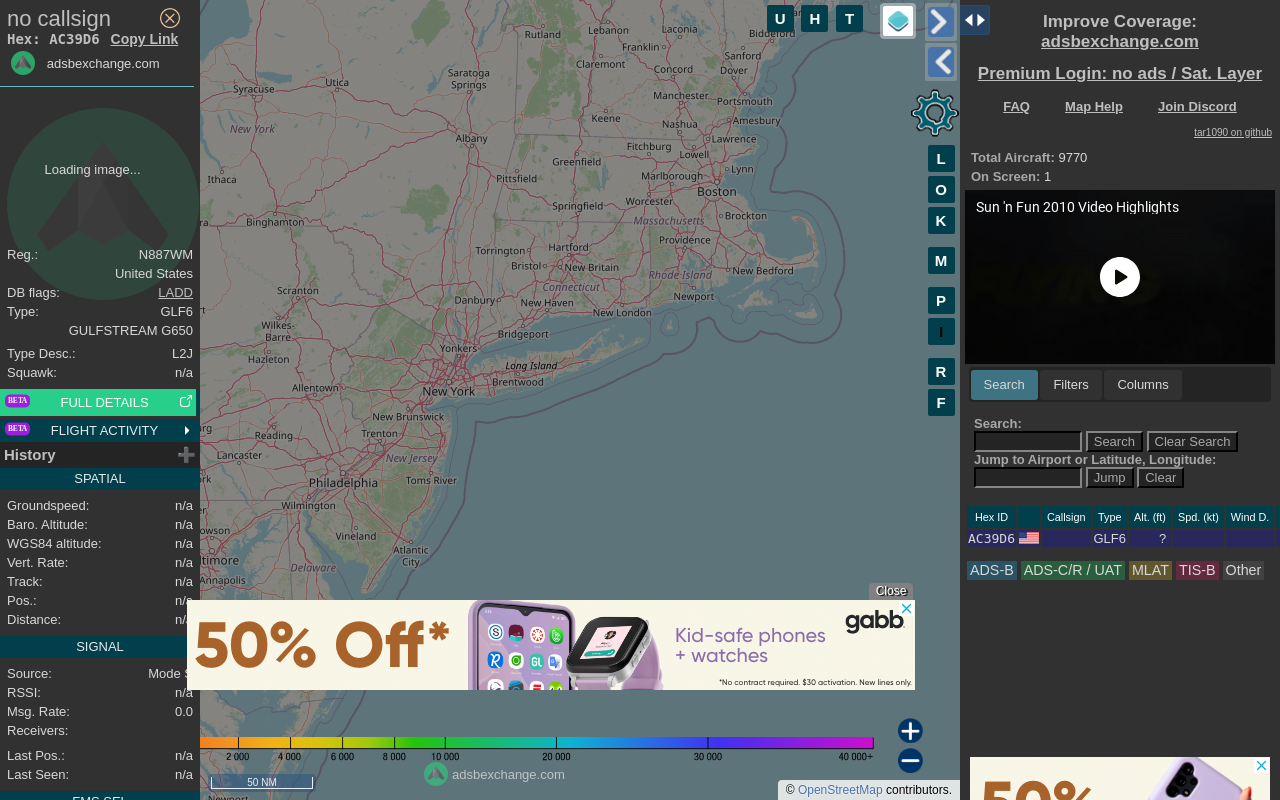 no callsign
Hex: AC39D6 Copy Link
adsbexchange.com
Loading image...
Reg.: N887WM
United States
DB flags: LADD
Type: GLF6
GULFSTREAM G650
Type Desc.: L2J
Squawk: n/a
BETA FULL DETAILS
BETA FLIGHT ACTIVITY
History
SPATIAL
Groundspeed: n/a
Baro. Altitude: n/a
WGS84 altitude: n/a
Vert. Rate: n/a
Track: n/a
Pos.: n/a
Distance: n/a
SIGNAL
Source: Mode S
RSSI: n/a
Msg. Rate: 0.0
Receivers:
Last Pos.: n/a
Last Seen: n/a
FMS SEL
U H T
L
O
K
M
P
I
R
F
Rutland
Lebanon
Laconia
Franklin
Biddeford
Claremont
Concord
Sanford
Dover
Saratoga
Springs
Utica
Syracuse
Manchester
Portsmouth
Keene
Nashua
Amesbury
New York
Albany
Fitchburg
Lawrence
Greenfield
Lowell
Lynn
Ithaca
Pittsfield
Marlborough
Boston
Springfield
Worcester
Binghamton
Massachusetts
Brockton
Torrington
Hartford
Providence
Bristol
New Britain
Rhode Island
New Bedford
Connecticut
Scranton
Danbury
New Haven
Newport
New London
Wilkes-
Barre
Bridgeport
Hazleton
Yonkers
Long Island
Brentwood
Allentown
New York
New Brunswick
Reading
Trenton
Lancaster
New Jersey
Philadelphia
Toms River
Wilmington
Vineland
Atlantic
City
Delaware
Annapolis
Close
50% Off*
Kid-safe phones
+ watches
gabb
*No contract required. $30 activation. New lines only.
2 000 4 000 6 000 8 000 10 000 20 000 30 000 40 000+
adsbexchange.com
50 NM
Newport
© OpenStreetMap contributors.
Improve Coverage:
adsbexchange.com
Premium Login: no ads / Sat. Layer
FAQ Map Help Join Discord
tar1090 on github
Total Aircraft: 9770
On Screen: 1
Sun 'n Fun 2010 Video Highlights
Search Filters Columns
Search:
Search Clear Search
Jump to Airport or Latitude, Longitude:
Jump Clear
Hex ID Callsign Type Alt. (ft) Spd. (kt) Wind D.
AC39D6 GLF6 ?
ADS-B ADS-C/R / UAT MLAT TIS-B Other
50%